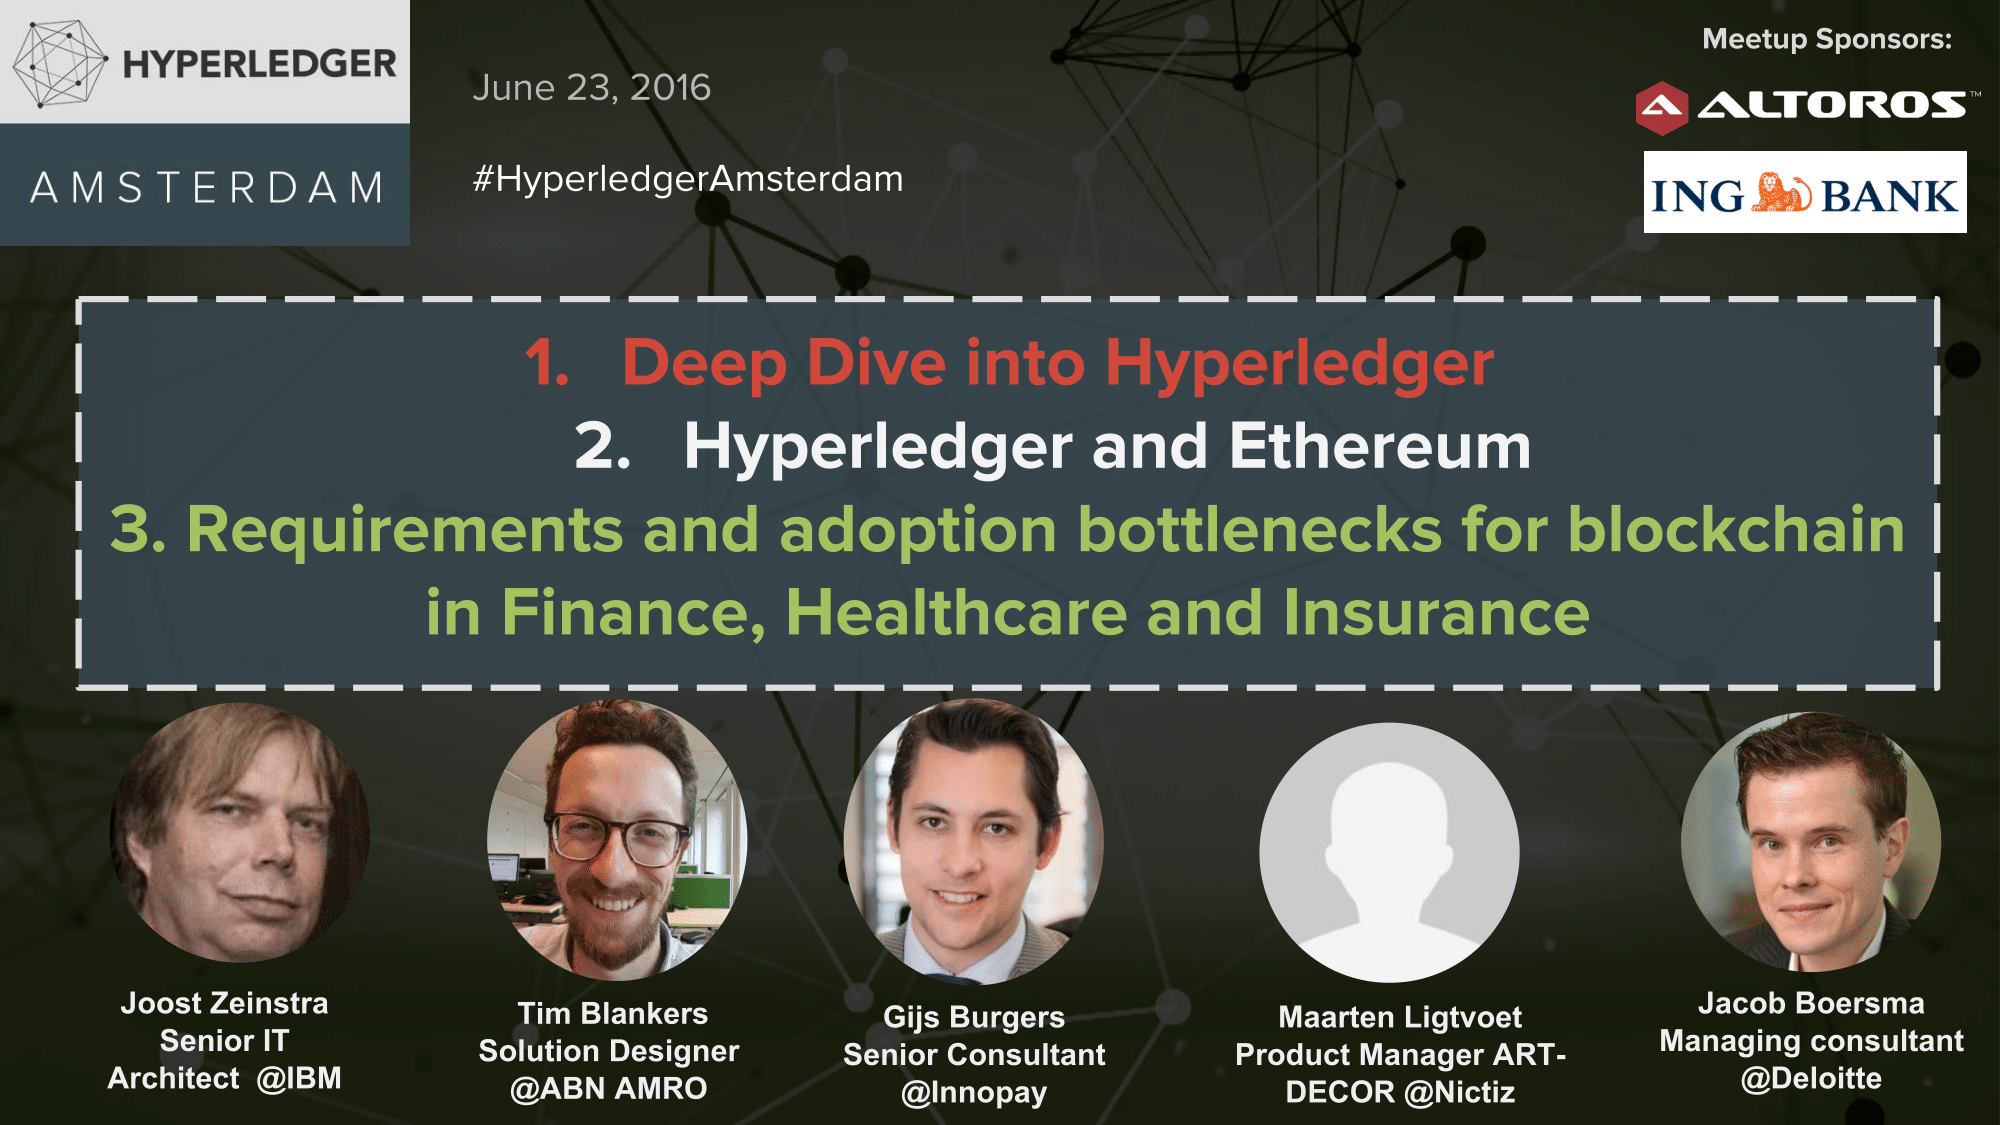 HYPERLEDGER
AMSTERDAM
June 23, 2016
#HyperledgerAmsterdam
Meetup Sponsors:
ALTOROS™
ING BANK
1. Deep Dive into Hyperledger
2. Hyperledger and Ethereum
3. Requirements and adoption bottlenecks for blockchain
in Finance, Healthcare and Insurance
Joost Zeinstra
Senior IT
Architect @IBM
Tim Blankers
Solution Designer
@ABN AMRO
Gijs Burgers
Senior Consultant
@Innopay
Maarten Ligtvoet
Product Manager ART-
DECOR @Nictiz
Jacob Boersma
Managing consultant
@Deloitte